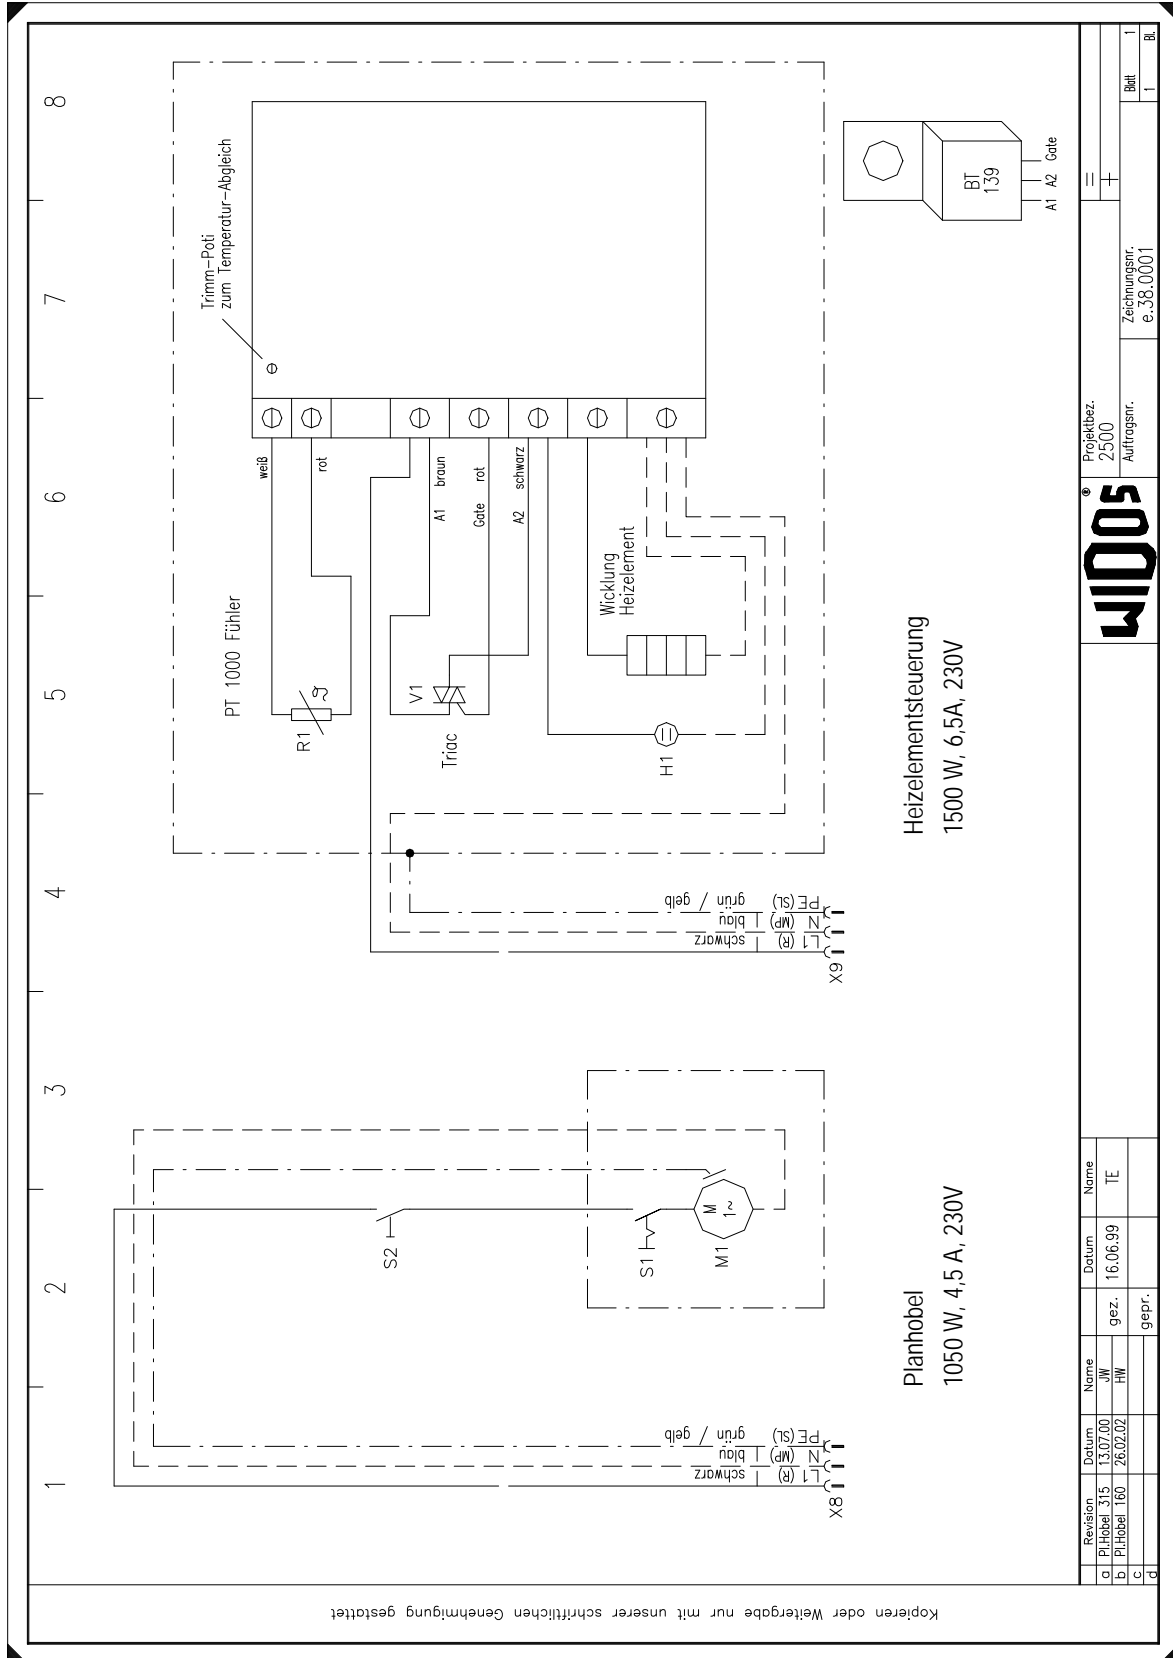 1
2
3
4
5
6
7
8
Trimm-Poti
zum Temperatur-Abgleich
weiß
rot
A1 braun
Gate rot
A2 schwarz
PT 1000 Fühler
R1
V1
Triac
Wicklung
Heizelement
H1
S2
S1
M
1~
M1
schwarz
blau
grün / gelb
L1 (R)
N (MP)
PE (SL)
X8
schwarz
blau
grün / gelb
L1 (R)
N (MP)
PE (SL)
X9
Planhobel
1050 W, 4,5 A, 230V
Heizelementsteuerung
1500 W, 6,5A, 230V
BT
139
A1 A2 Gate
Revision Datum Name
a Pl.Hobel 315 13.07.00 JW
b Pl.Hobel 160 26.02.02 HW
c
d
Datum Name
gez. 16.06.99 TE
gepr.
WIDOS ®
Projektbez.
2500
Auftragsnr.
Zeichnungsnr.
e.38.0001
=
+
Blatt 1
1 Bl.
Kopieren oder Weitergabe nur mit unserer schriftlichen Genehmigung gestattet